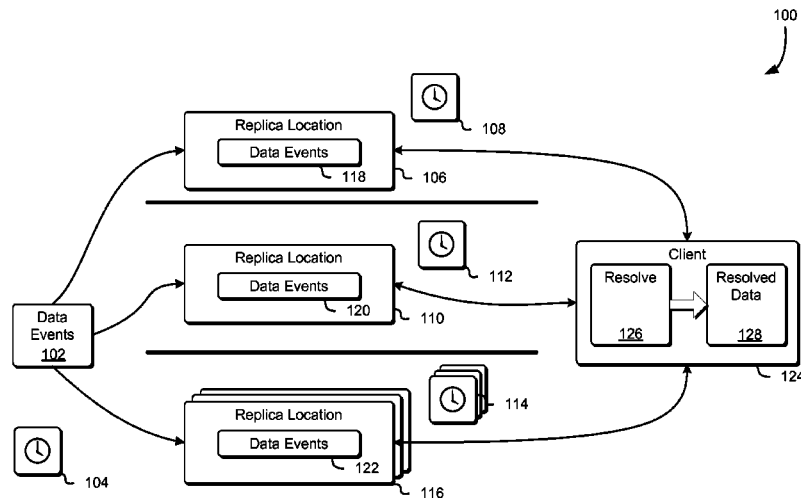 100
Replica Location
Data Events
108
118
106
Replica Location
Data Events
112
120
110
Client
Resolve
Resolved
Data
126
128
124
Data
Events
102
Replica Location
Data Events
114
122
116
104